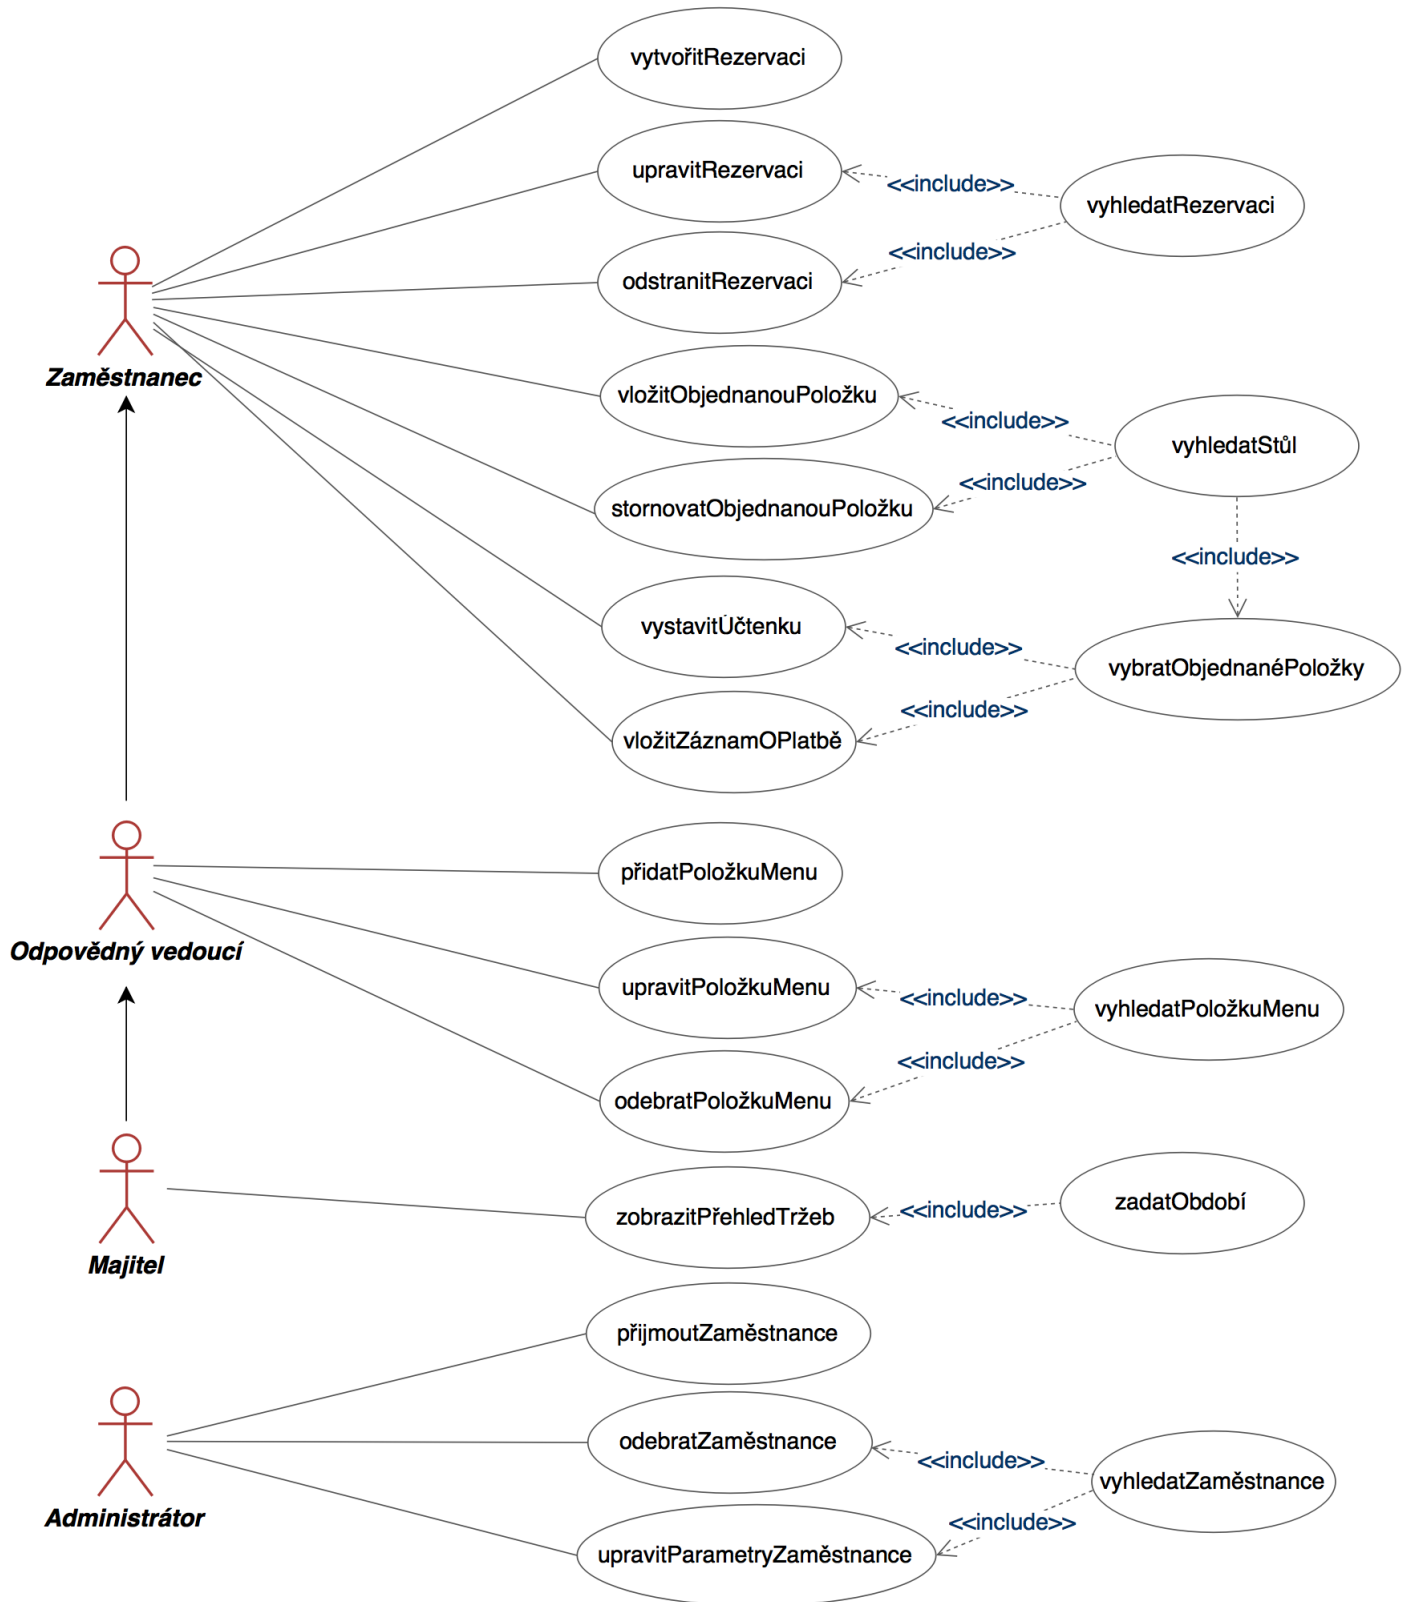 vytvořitRezervaci
upravitRezervaci
<<include>>
vyhledatRezervaci
<<include>>
odstranitRezervaci
Zaměstnanec
vložitObjednanouPoložku
<<include>>
vyhledatStůl
<<include>>
stornovatObjednanouPoložku
<<include>>
vystavitÚčtenku
<<include>>
vybratObjednanéPoložky
<<include>>
vložitZáznamOPlatbě
přidatPoložkuMenu
Odpovědný vedoucí
upravitPoložkuMenu
<<include>>
vyhledatPoložkuMenu
<<include>>
odebratPoložkuMenu
Majitel
zobrazitPřehledTržeb
<<include>>
zadatObdobí
přijmoutZaměstnance
odebratZaměstnance
<<include>>
vyhledatZaměstnance
Administrátor
<<include>>
upravitParametryZaměstnance